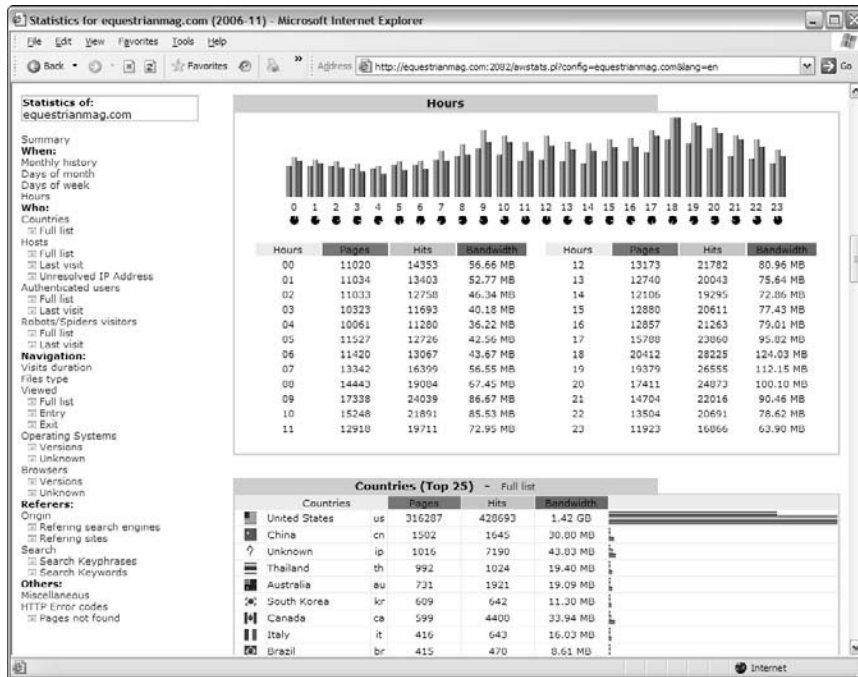 Statistics for equestrianmag.com (2006-11) - Microsoft Internet Explorer
File Edit View Favorites Tools Help
Back Favorites » Address http://equestrianmag.com:2082/awstats.pl?config=equestrianmag.com&lang=en Go
Statistics of:
equestrianmag.com
Summary
When:
Monthly history
Days of month
Days of week
Hours
Who:
Countries
Full list
Hosts
Full list
Last visit
Unresolved IP Address
Authenticated users
Full list
Last visit
Robots/Spiders visitors
Full list
Last visit
Navigation:
Visits duration
Files type
Viewed
Full list
Entry
Exit
Operating Systems
Versions
Unknown
Browsers
Versions
Unknown
Referers:
Origin
Refering search engines
Refering sites
Search
Search Keyphrases
Search Keywords
Others:
Miscellaneous
HTTP Error codes
Pages not found
Hours
0 1 2 3 4 5 6 7 8 9 10 11 12 13 14 15 16 17 18 19 20 21 22 23
Hours Pages Hits Bandwidth Hours Pages Hits Bandwidth
00 11020 14353 56.66 MB 12 13173 21782 80.96 MB
01 11034 13403 52.77 MB 13 12740 20043 75.64 MB
02 11033 12758 46.34 MB 14 12106 19295 72.86 MB
03 10323 11693 40.18 MB 15 12880 20611 77.43 MB
04 10061 11280 36.22 MB 16 12857 21263 79.01 MB
05 11527 12726 42.56 MB 17 15788 23860 95.82 MB
06 11420 13067 43.67 MB 18 20412 28225 124.03 MB
07 13342 16399 56.55 MB 19 19379 26555 112.15 MB
08 14443 19084 67.45 MB 20 17411 24873 100.10 MB
09 17338 24039 86.67 MB 21 14704 22016 90.46 MB
10 15248 21891 85.53 MB 22 13504 20691 78.62 MB
11 12918 19711 72.95 MB 23 11923 16866 63.90 MB
Countries (Top 25) - Full list
Countries Pages Hits Bandwidth
United States us 316287 428693 1.42 GB
China cn 1502 1645 30.80 MB
? Unknown ip 1016 7190 43.83 MB
Thailand th 992 1024 19.40 MB
Australia au 731 1921 19.09 MB
South Korea kr 609 642 11.30 MB
Canada ca 599 4400 33.94 MB
Italy it 416 643 16.03 MB
Brazil br 415 470 8.61 MB
Internet